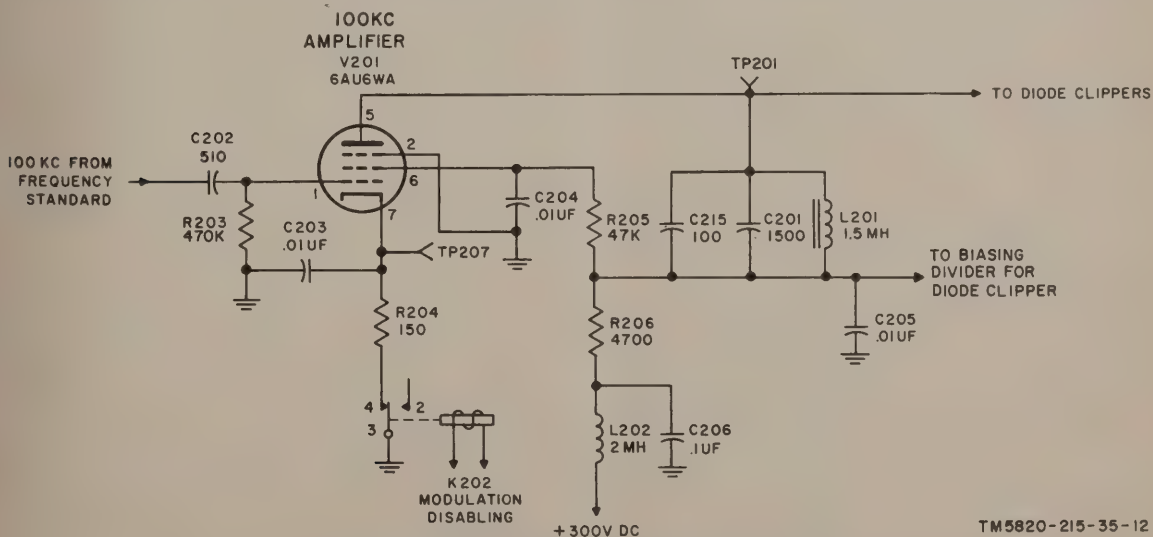 100KC
AMPLIFIER
V201
6AU6WA
TP201
TO DIODE CLIPPERS
5
2
6
1
7
C202
510
100 KC FROM
FREQUENCY
STANDARD
R203
470K
C203
.01UF
TP207
C204
.01UF
R205
47K
C215
100
C201
1500
L201
1.5MH
TO BIASING
DIVIDER FOR
DIODE CLIPPER
R204
150
R206
4700
C205
.01UF
4
2
3
K202
MODULATION
DISABLING
L202
2MH
C206
.1UF
+300V DC
TM5820-215-35-12